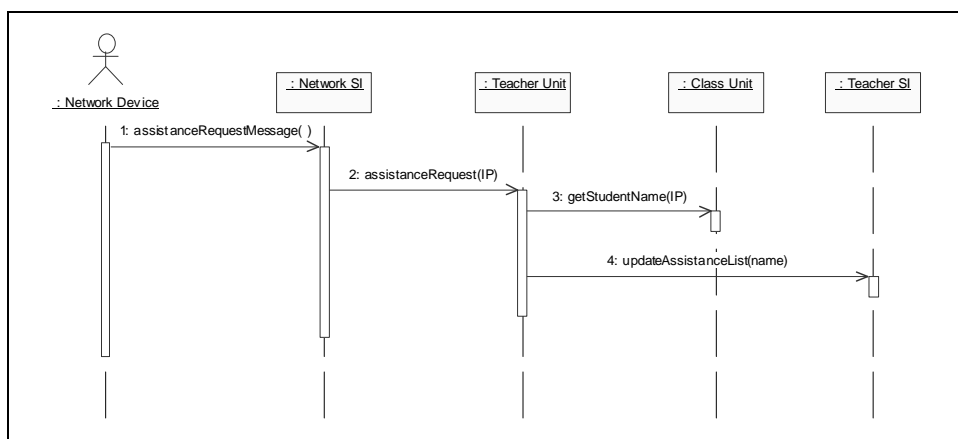 : Network Device
: Network SI
: Teacher Unit
: Class Unit
: Teacher SI
1: assistanceRequestMessage( )
2: assistanceRequest(IP)
3: getStudentName(IP)
4: updateAssistanceList(name)